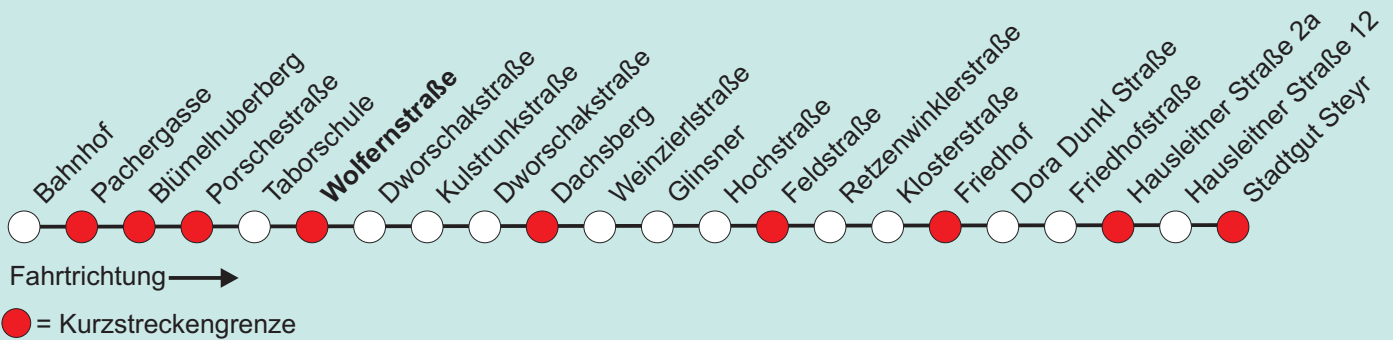 Bahnhof
Pachergasse
Blümelhuberberg
Porschestraße
Taborschule
Wolfernstraße
Dworschakstraße
Kulstrunkstraße
Dworschakstraße
Dachsberg
Weinzierlstraße
Glinsner
Hochstraße
Feldstraße
Retzenwinklerstraße
Klosterstraße
Friedhof
Dora Dunkl Straße
Friedhofstraße
Hausleitner Straße 2a
Hausleitner Straße 12
Stadtgut Steyr
Fahrtrichtung
= Kurzstreckengrenze